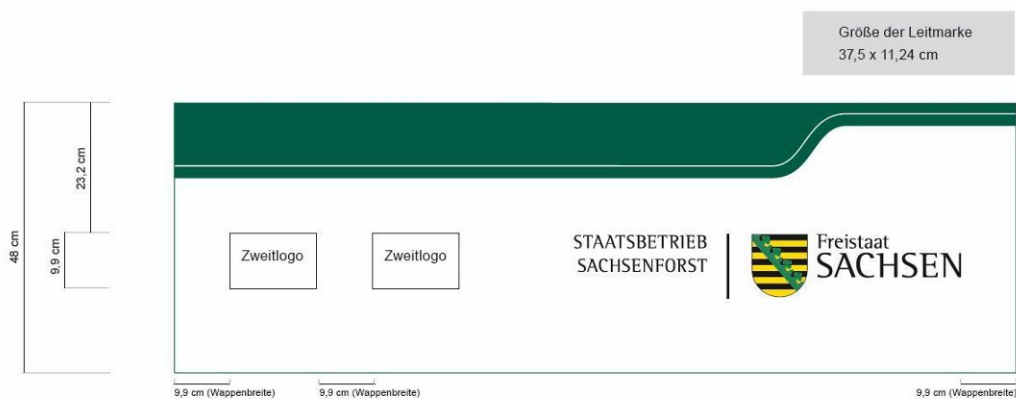 Größe der Leitmarke
37,5 x 11,24 cm
48 cm
23,2 cm
9,9 cm
Zweitlogo
Zweitlogo
STAATSBETRIEB
SACHSENFORST
Freistaat
SACHSEN
9,9 cm (Wappenbreite)
9,9 cm (Wappenbreite)
9,9 cm (Wappenbreite)